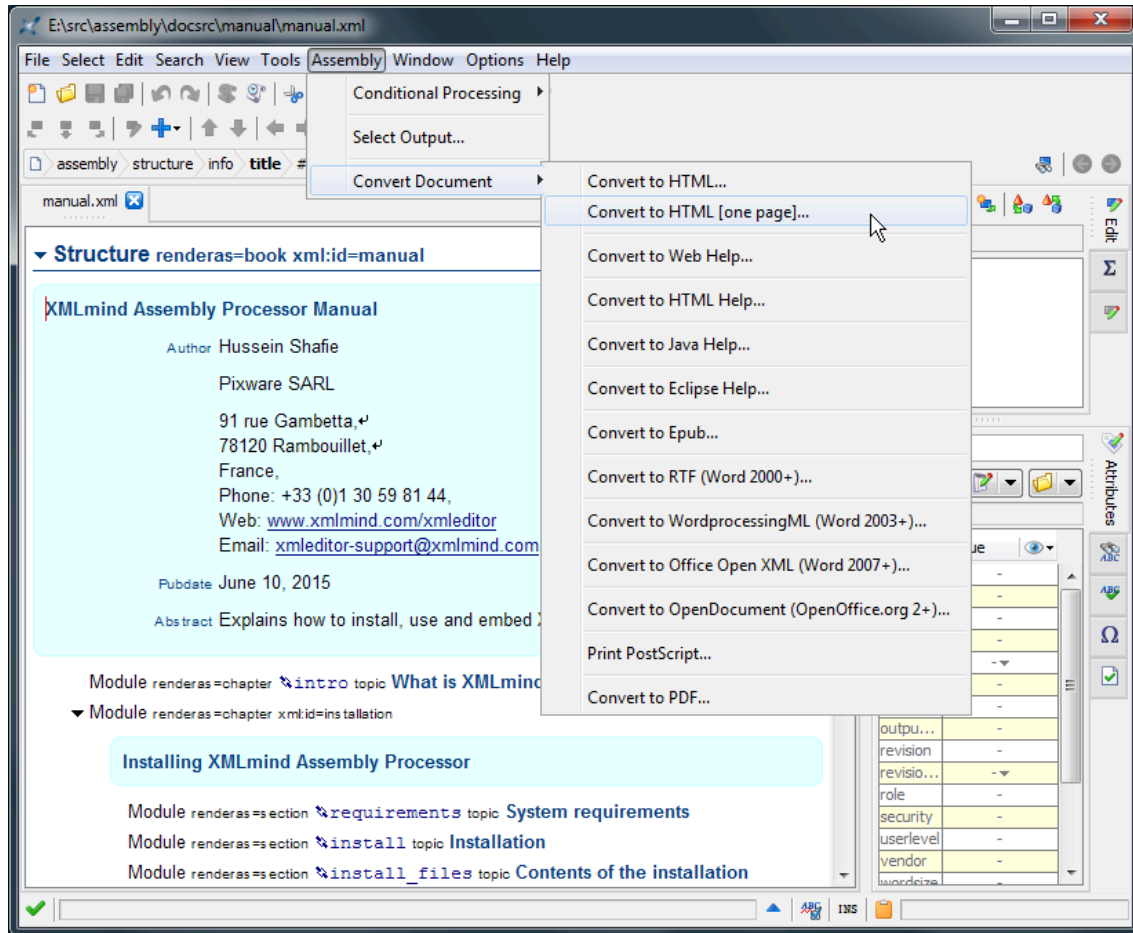 E:\src\assembly\docsrc\manual\manual.xml
File Select Edit Search View Tools Assembly Window Options Help
Conditional Processing
Select Output...
Convert Document
assembly structure info title #
manual.xml
Convert to HTML...
Convert to HTML [one page]...
Convert to Web Help...
Convert to HTML Help...
Convert to Java Help...
Convert to Eclipse Help...
Convert to Epub...
Convert to RTF (Word 2000+)...
Convert to WordprocessingML (Word 2003+)...
Convert to Office Open XML (Word 2007+)...
Convert to OpenDocument (OpenOffice.org 2+)...
Print PostScript...
Convert to PDF...
Structure renderas=book xml:id=manual
XMLmind Assembly Processor Manual
Author Hussein Shafie
Pixware SARL
91 rue Gambetta,↵
78120 Rambouillet,↵
France,
Phone: +33 (0)1 30 59 81 44,
Web: www.xmlmind.com/xmleditor
Email: xmleditor-support@xmlmind.com
Pubdate June 10, 2015
Abstract Explains how to install, use and embed
Module renderas=chapter intro topic What is XMLmind
Module renderas=chapter xml:id=installation
Installing XMLmind Assembly Processor
Module renderas=section requirements topic System requirements
Module renderas=section install topic Installation
Module renderas=section install_files topic Contents of the installation
Edit
Σ
Attributes
ABC
ABC
Ω
ue
-
-
-
-
-
-
-
outpu... -
revision -
revisio... -
role -
security -
userlevel -
vendor -
wordsize -
ABC
INS